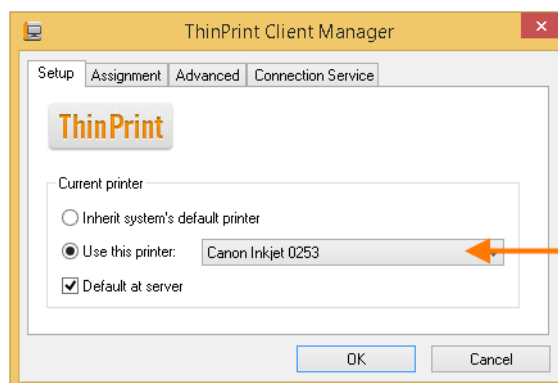 ThinPrint Client Manager
Setup Assignment Advanced Connection Service
ThinPrint
Current printer
Inherit system's default printer
Use this printer: Canon Inkjet 0253
Default at server
OK Cancel